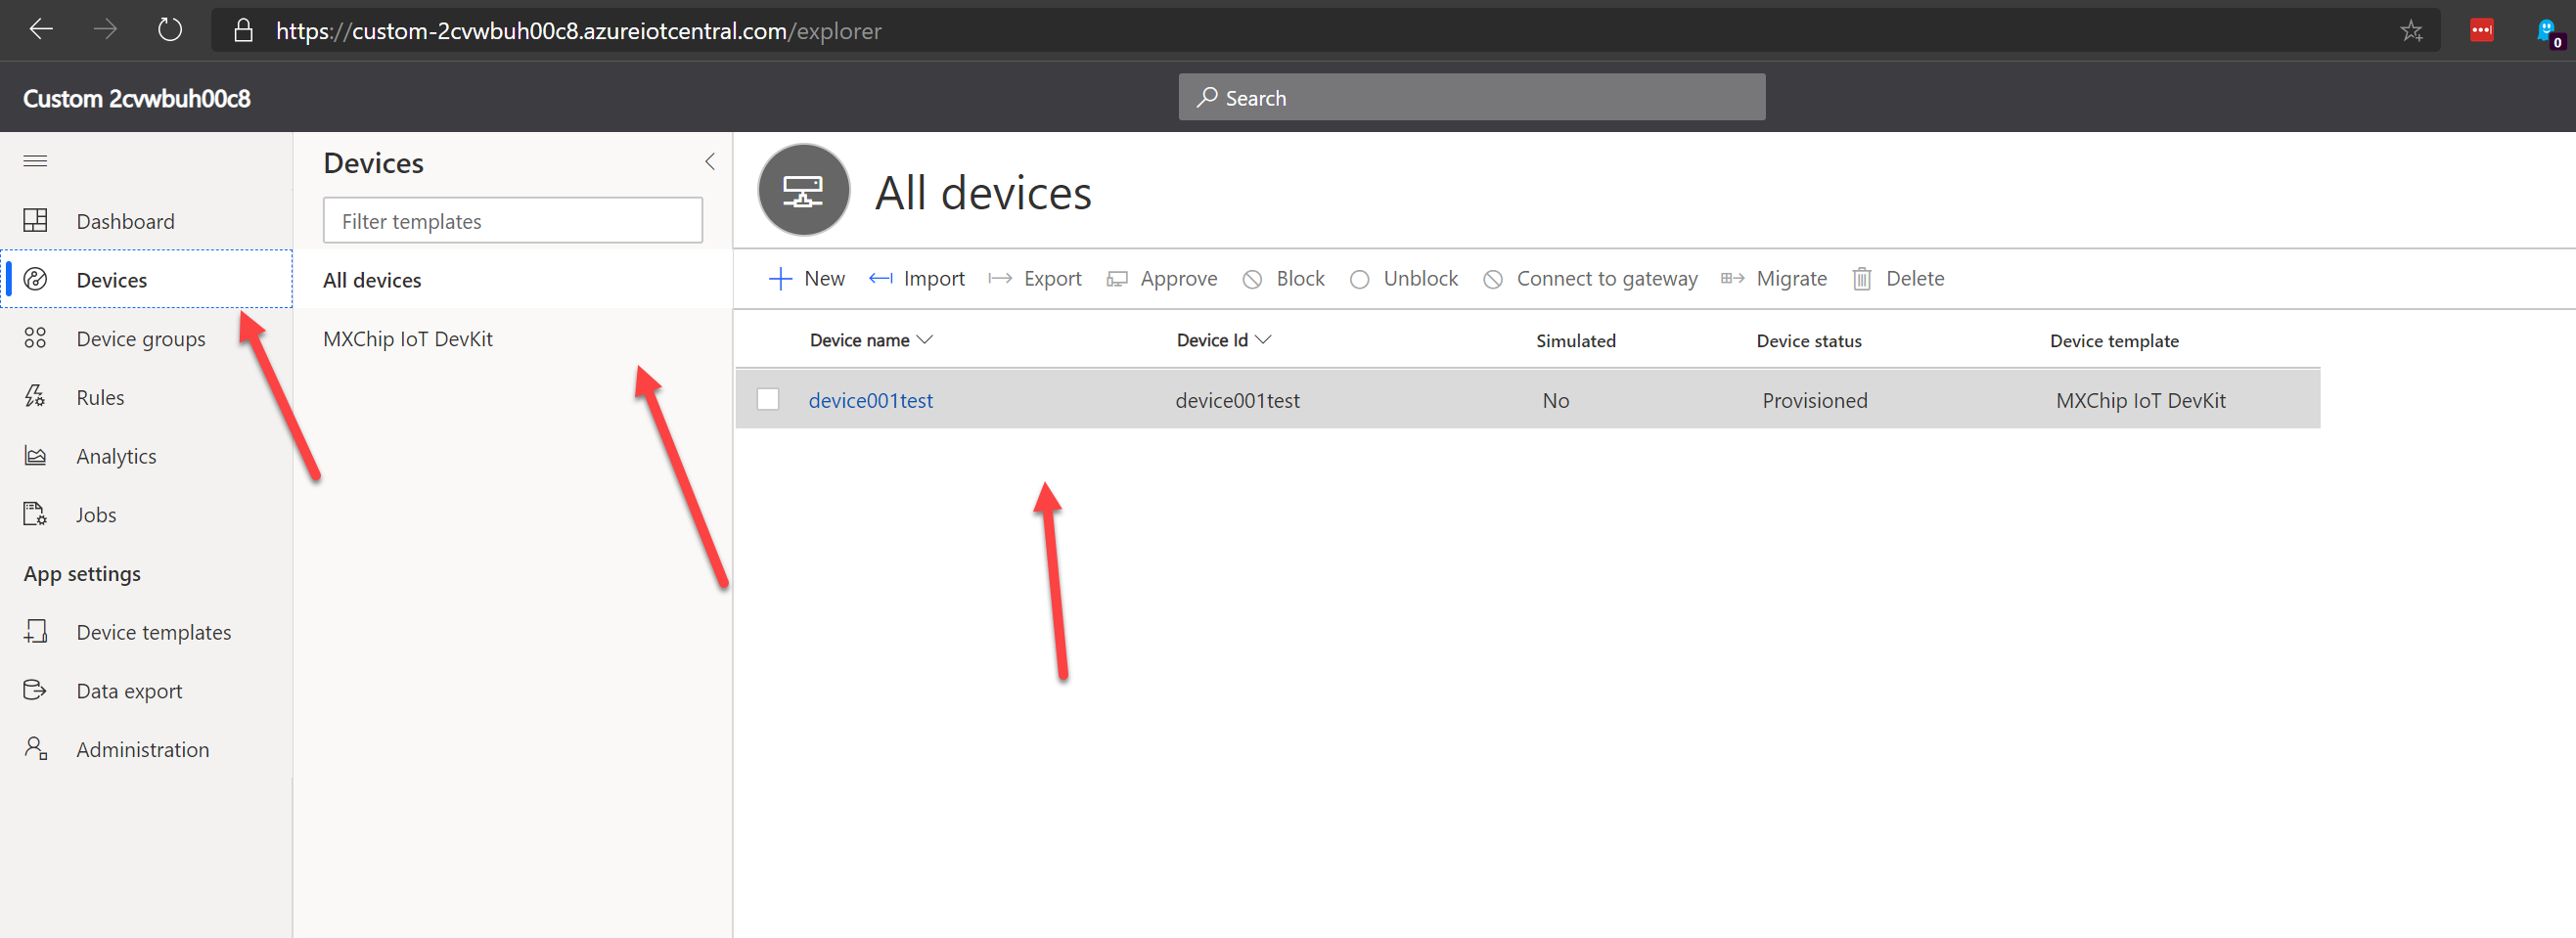 https://custom-2cvwbuh00c8.azureiotcentral.com/explorer
0
Custom 2cvwbuh00c8
Search
Dashboard
Devices
Device groups
Rules
Analytics
Jobs
App settings
Device templates
Data export
Administration
Devices
Filter templates
All devices
MXChip IoT DevKit
All devices
New Import Export Approve Block Unblock Connect to gateway Migrate Delete
Device name Device Id Simulated Device status Device template
device001test device001test No Provisioned MXChip IoT DevKit